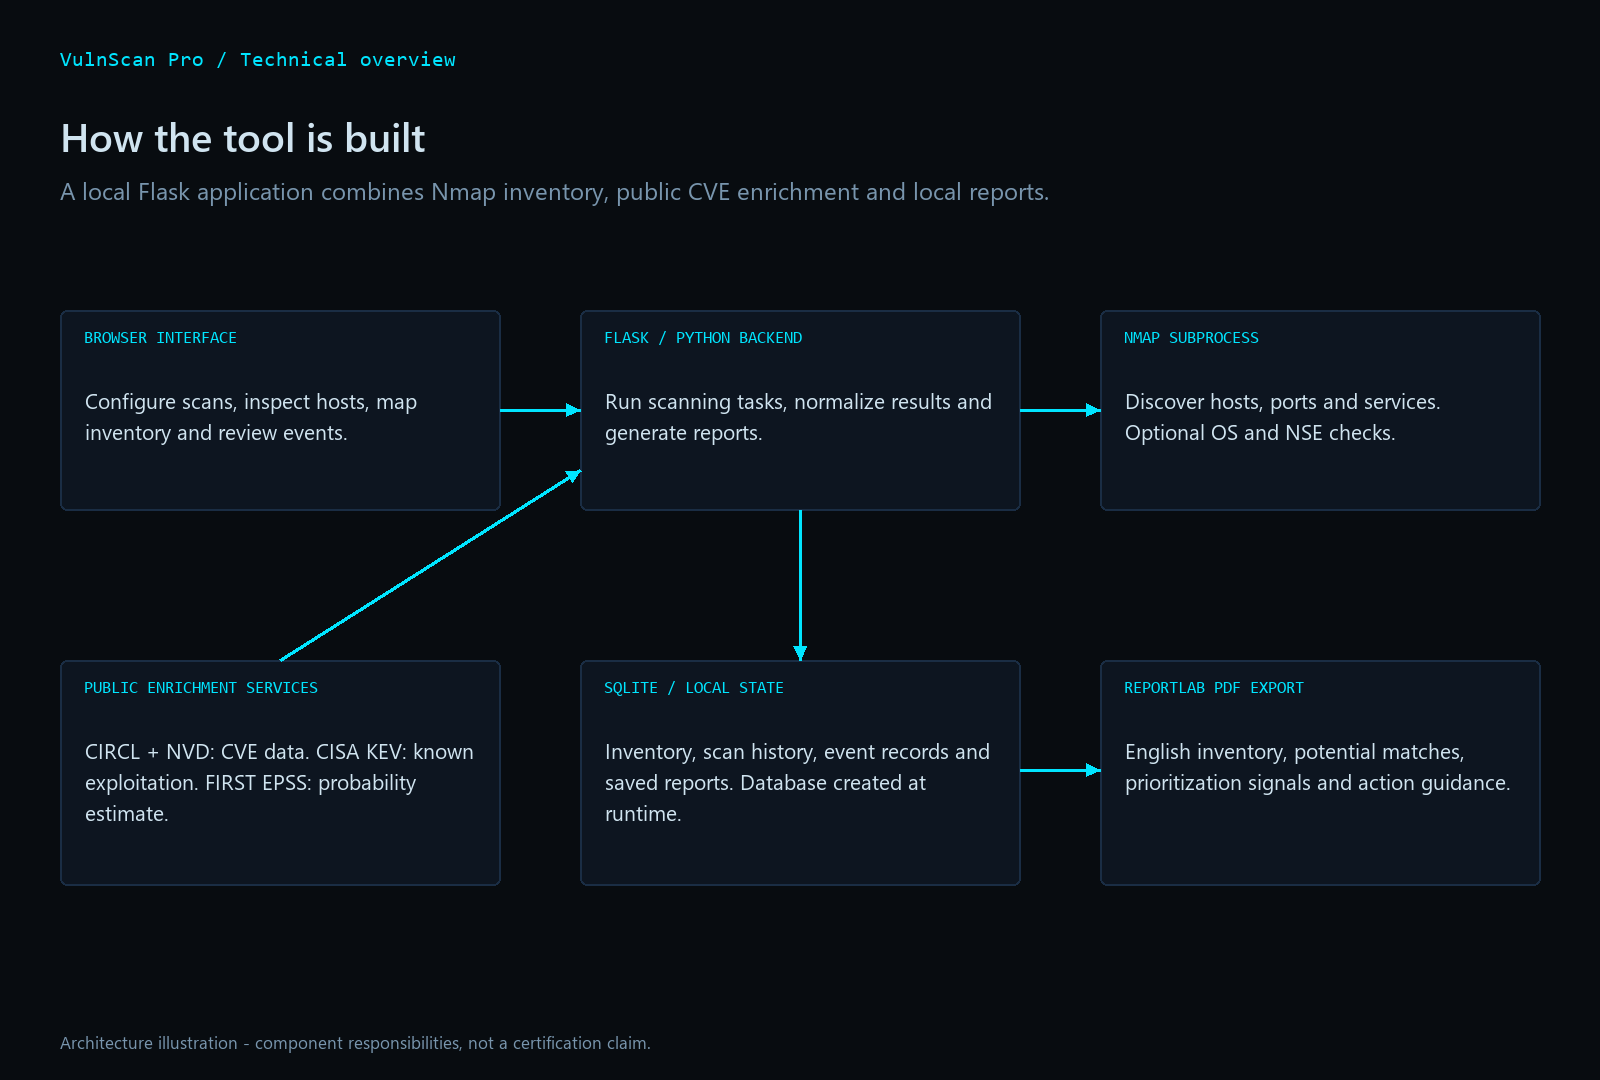 VulnScan Pro / Technical overview
How the tool is built
A local Flask application combines Nmap inventory, public CVE enrichment and local reports.
BROWSER INTERFACE
Configure scans, inspect hosts, map
inventory and review events.
FLASK / PYTHON BACKEND
Run scanning tasks, normalize results and
generate reports.
NMAP SUBPROCESS
Discover hosts, ports and services.
Optional OS and NSE checks.
PUBLIC ENRICHMENT SERVICES
CIRCL + NVD: CVE data. CISA KEV: known
exploitation. FIRST EPSS: probability
estimate.
SQLITE / LOCAL STATE
Inventory, scan history, event records and
saved reports. Database created at
runtime.
REPORTLAB PDF EXPORT
English inventory, potential matches,
prioritization signals and action guidance.
Architecture illustration - component responsibilities, not a certification claim.